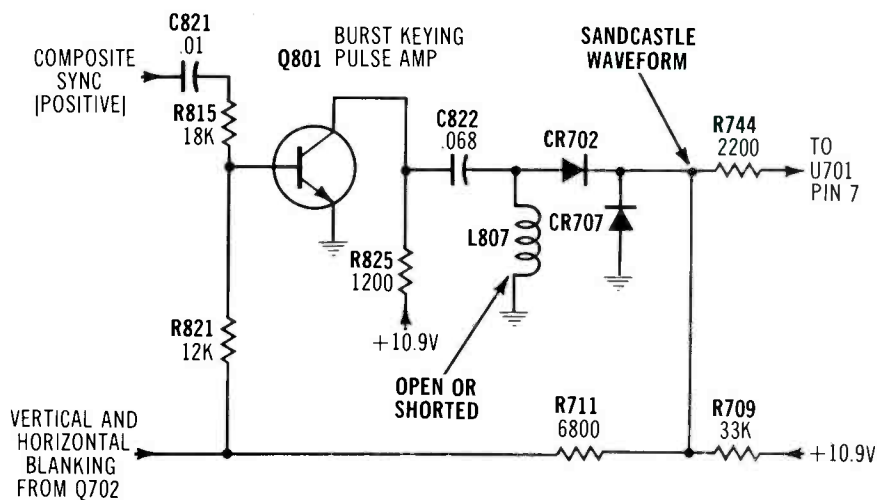 C821
.01
COMPOSITE
SYNC
|POSITIVE|
R815
18K
Q801
BURST KEYING
PULSE AMP
C822
.068
CR702
SANDCASTLE
WAVEFORM
R744
2200
TO
U701
PIN 7
L807
CR707
R825
1200
+10.9V
R821
12K
OPEN OR
SHORTED
VERTICAL AND
HORIZONTAL
BLANKING
FROM Q702
R711
6800
R709
33K
+10.9V